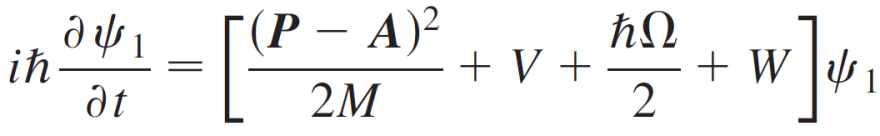 iħ ∂ψ₁/∂t = [(P − A)²/2M + V + ħΩ/2 + W]ψ₁